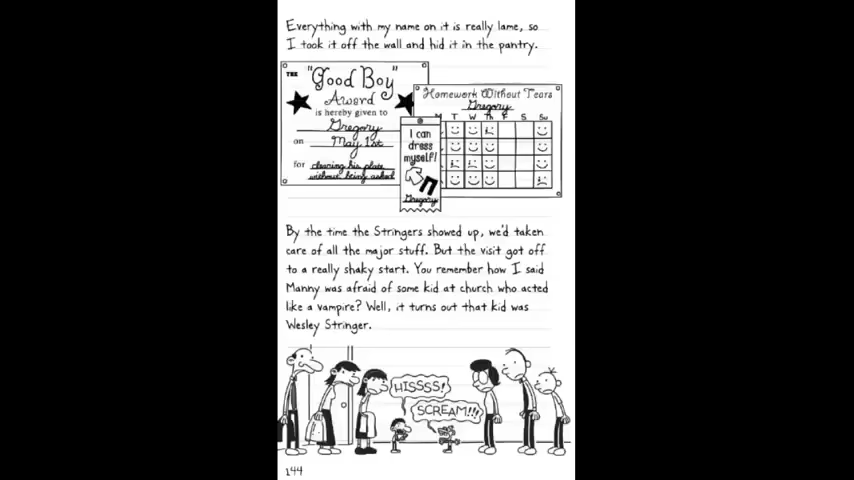 Everything with my name on it is really lame, so
I took it off the wall and hid it in the pantry.
THE "Good Boy"
Award
is hereby given to
Gregory
on May 1st
for clearing his plate
without being asked
Homework Without Tears
Gregory
M T W Th F S Su
I can
dress
myself!
Gregory
By the time the Stringers showed up, we'd taken
care of all the major stuff. But the visit got off
to a really shaky start. You remember how I said
Manny was afraid of some kid at church who acted
like a vampire? Well, it turns out that kid was
Wesley Stringer.
HISSSS!
SCREAM!!!
144